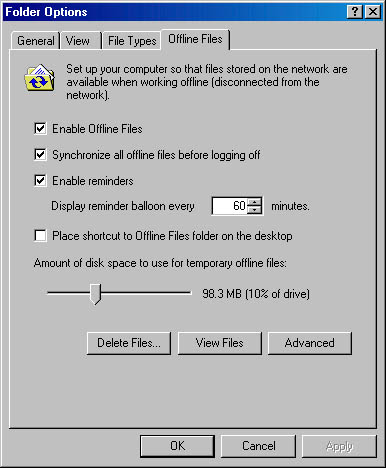 Folder Options
General View File Types Offline Files
Set up your computer so that files stored on the network are
available when working offline (disconnected from the
network).
Enable Offline Files
Synchronize all offline files before logging off
Enable reminders
Display reminder balloon every 60 minutes.
Place shortcut to Offline Files folder on the desktop
Amount of disk space to use for temporary offline files:
98.3 MB (10% of drive)
Delete Files... View Files Advanced
OK Cancel Apply